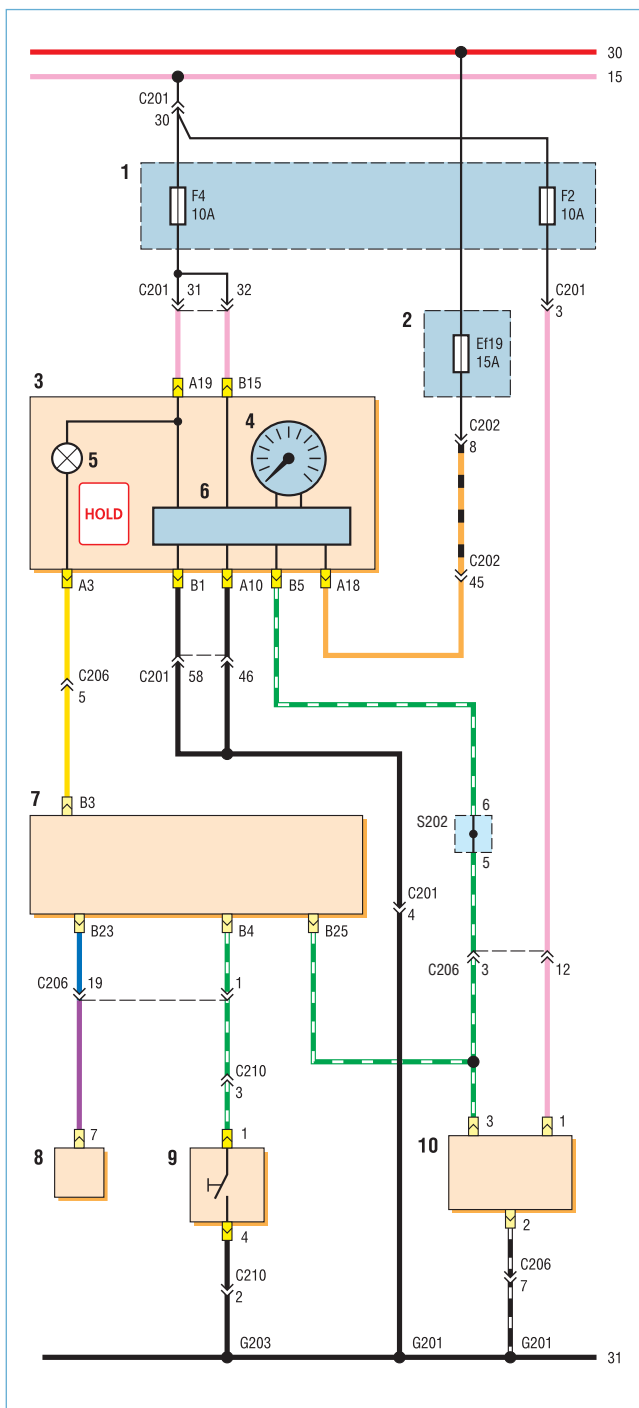 30
15
C201
30
1
F4
10A
F2
10A
C201 31 32
C201
3
2
Ef19
15A
3
A19 B15
C202
8
4
5
6
HOLD
C202
45
A3 B1 A10 B5 A18
C206
5
C201 58 46
7
B3
6
S202
5
C201
4
B23 B4 B25
C206 19 1
C206 3 12
C210
3
7
8
1
9
3 1
10
4
2
C210
2
C206
7
G203 G201 G201
31